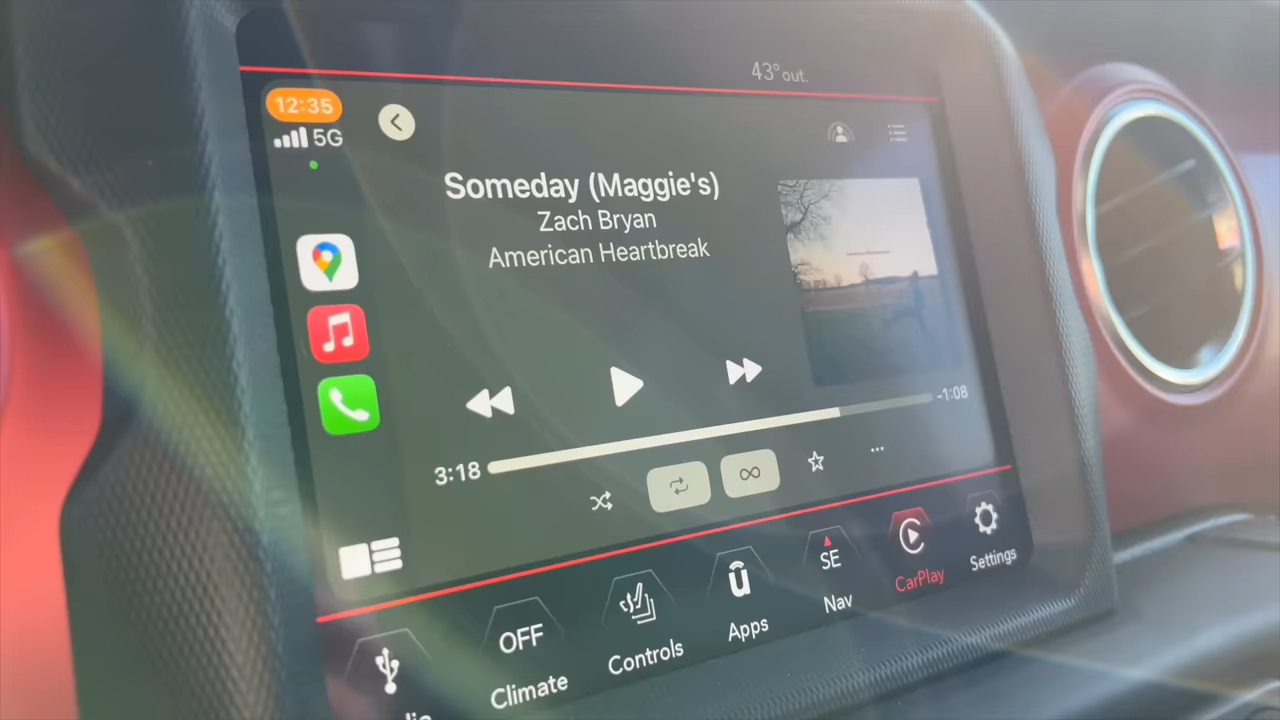 43° out.
12:35
5G
Someday (Maggie's)
Zach Bryan
American Heartbreak
3:18
-1:08
OFF
SE
Climate
Controls
Apps
Nav
CarPlay
Settings